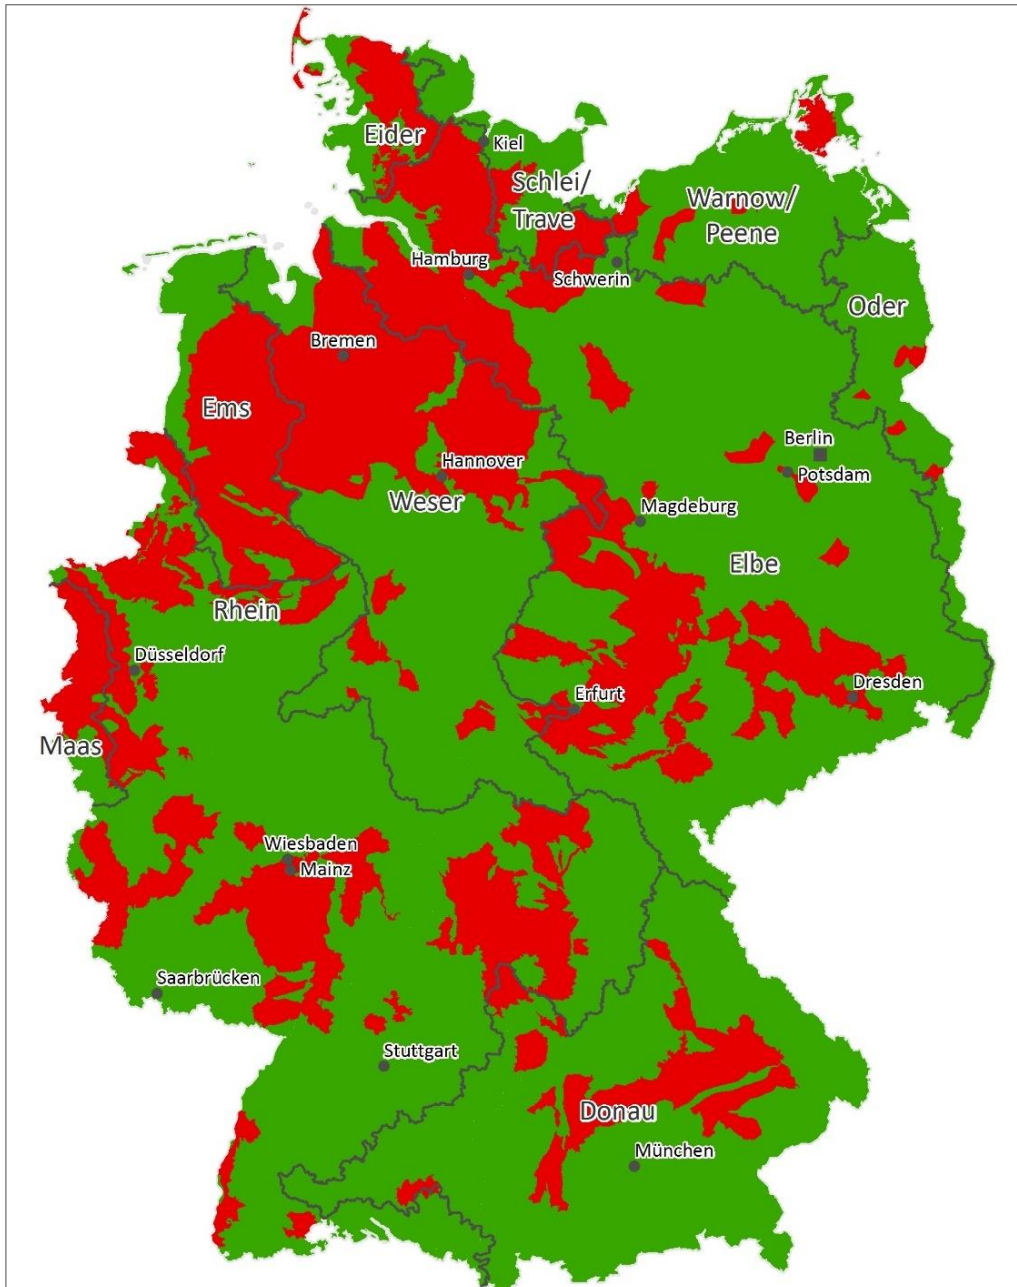 Eider
Kiel
Schlei/
Trave
Warnow/
Peene
Hamburg
Schwerin
Oder
Bremen
Ems
Berlin
Hannover
Potsdam
Weser
Magdeburg
Elbe
Rhein
Düsseldorf
Erfurt
Dresden
Maas
Wiesbaden
Mainz
Saarbrücken
Stuttgart
Donau
München